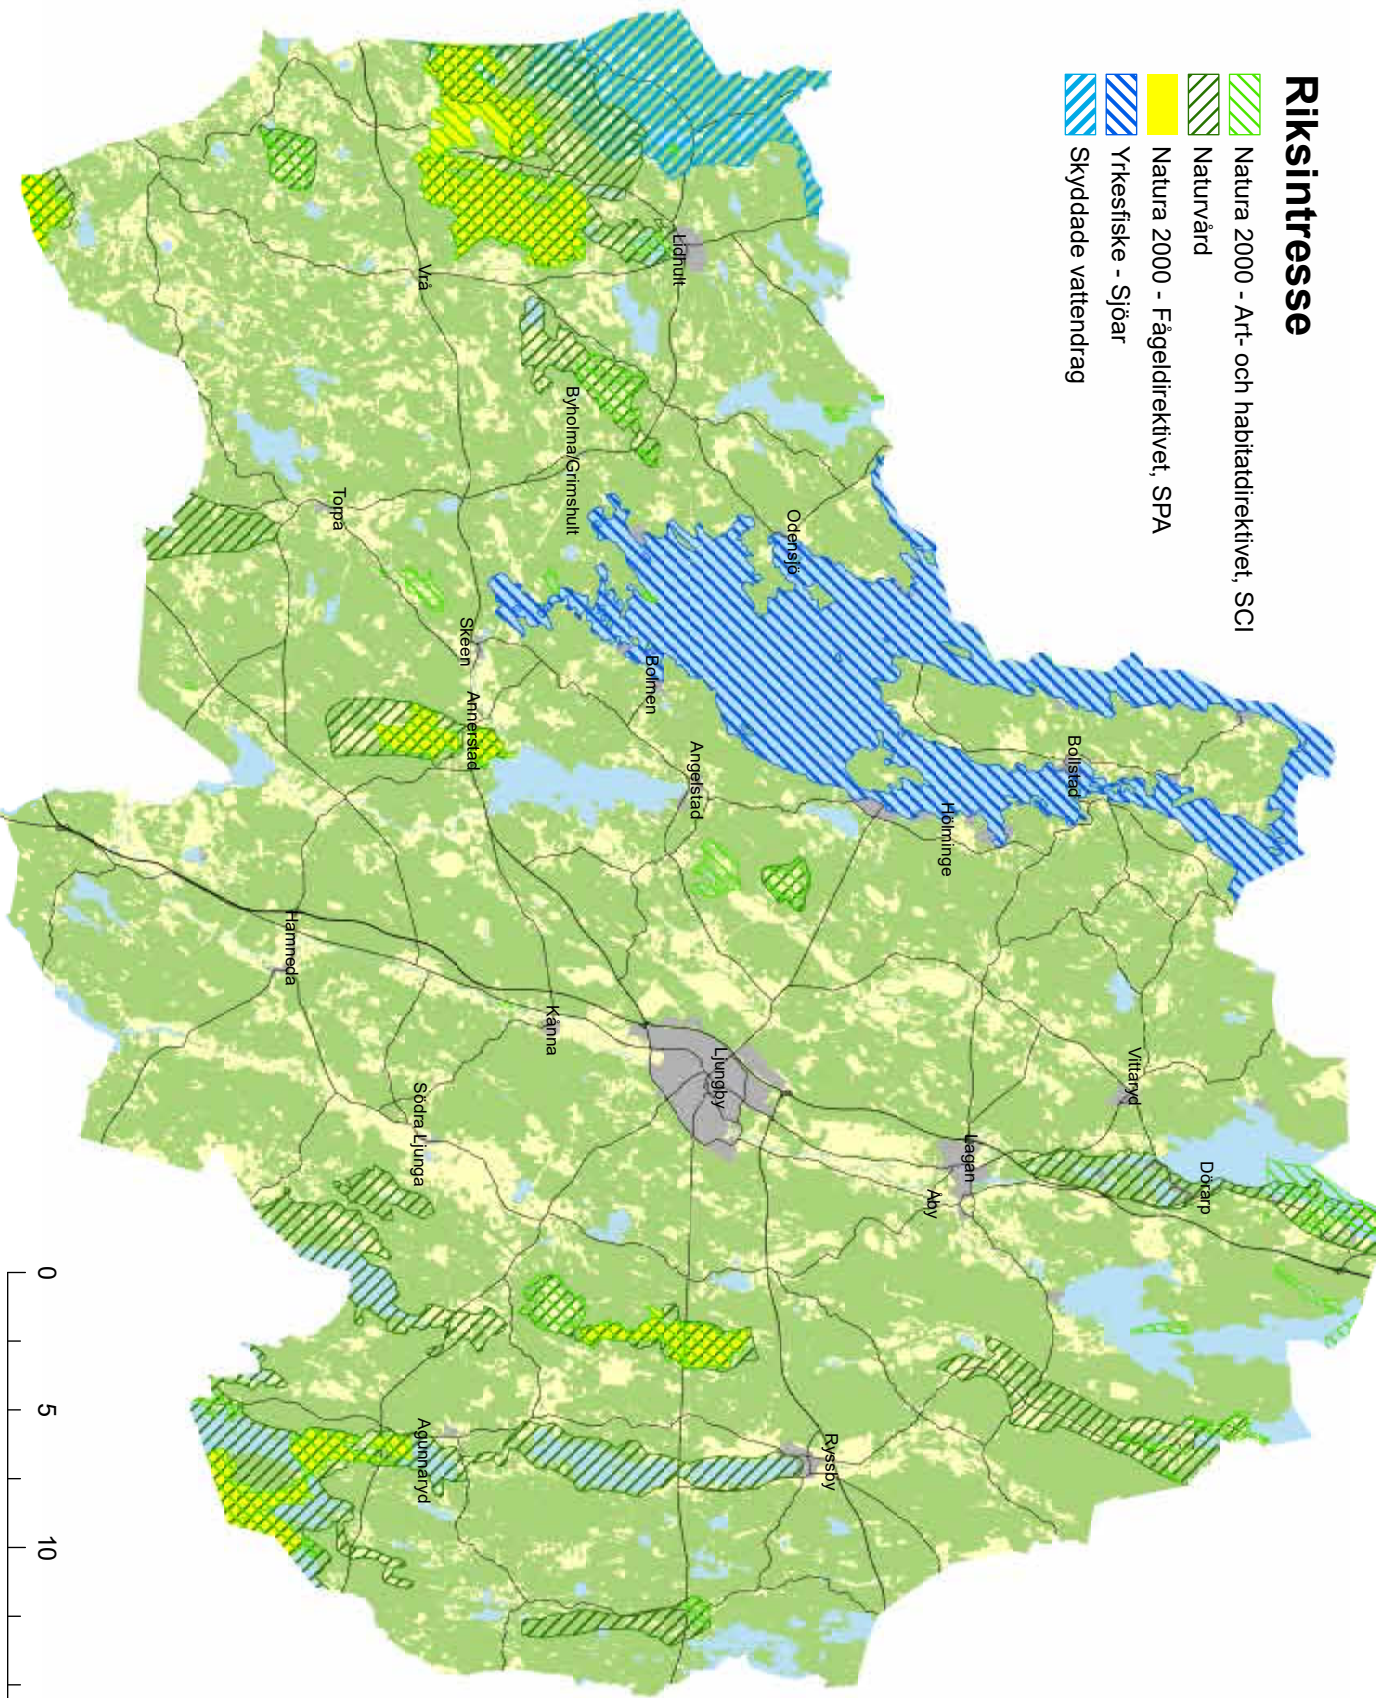 Riksintresse
Natura 2000 - Art- och habitatdirektivet, SCI
Naturvård
Natura 2000 - Fågeldirektivet, SPA
Yrkesfiske - Sjöar
Skyddade vattendrag
Lidhult
Vrå
Byholma/Grimshult
Odensjö
Torpa
Skeen
Bolmen
Annerstad
Angelstad
Bollstad
Hölminge
Hamneda
Kånna
Ljungby
Vittaryd
Södra Ljunga
Lagan
Åby
Dörarp
Ryssby
Agunnaryd
0
5
10